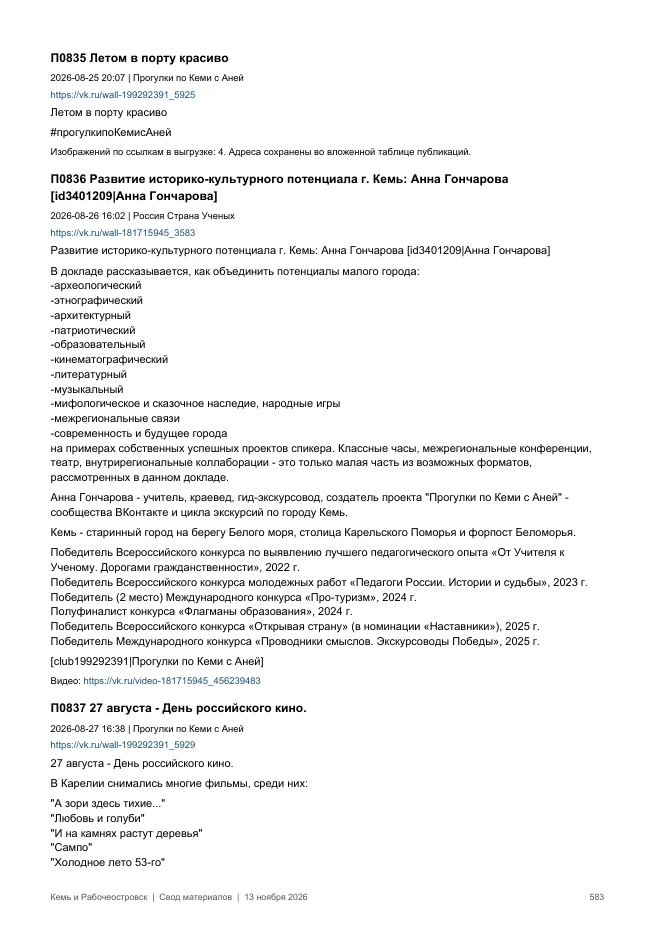 П0835 Летом в порту красиво
2026-08-25 20:07 | Прогулки по Кеми с Аней
https://vk.ru/wall-199292391_5925
Летом в порту красиво
#прогулкипоКемисАней
Изображений по ссылкам в выгрузке: 4. Адреса сохранены во вложенной таблице публикаций.
П0836 Развитие историко-культурного потенциала г. Кемь: Анна Гончарова
[id3401209|Анна Гончарова]
2026-08-26 16:02 | Россия Страна Ученых
https://vk.ru/wall-181715945_3583
Развитие историко-культурного потенциала г. Кемь: Анна Гончарова [id3401209|Анна Гончарова]
В докладе рассказывается, как объединить потенциалы малого города:
-археологический
-этнографический
-архитектурный
-патриотический
-образовательный
-кинематографический
-литературный
-музыкальный
-мифологическое и сказочное наследие, народные игры
-межрегиональные связи
-современность и будущее города
на примерах собственных успешных проектов спикера. Классные часы, межрегиональные конференции,
театр, внутрирегиональные коллаборации - это только малая часть из возможных форматов,
рассмотренных в данном докладе.
Анна Гончарова - учитель, краевед, гид-экскурсовод, создатель проекта "Прогулки по Кеми с Аней" -
сообщества ВКонтакте и цикла экскурсий по городу Кемь.
Кемь - старинный город на берегу Белого моря, столица Карельского Поморья и форпост Беломорья.
Победитель Всероссийского конкурса по выявлению лучшего педагогического опыта «От Учителя к
Ученому. Дорогами гражданственности», 2022 г.
Победитель Всероссийского конкурса молодежных работ «Педагоги России. Истории и судьбы», 2023 г.
Победитель (2 место) Международного конкурса «Про-туризм», 2024 г.
Полуфиналист конкурса «Флагманы образования», 2024 г.
Победитель Всероссийского конкурса «Открывая страну» (в номинации «Наставники»), 2025 г.
Победитель Международного конкурса «Проводники смыслов. Экскурсоводы Победы», 2025 г.
[club199292391|Прогулки по Кеми с Аней]
Видео: https://vk.ru/video-181715945_456239483
П0837 27 августа - День российского кино.
2026-08-27 16:38 | Прогулки по Кеми с Аней
https://vk.ru/wall-199292391_5929
27 августа - День российского кино.
В Карелии снимались многие фильмы, среди них:
"А зори здесь тихие..."
"Любовь и голуби"
"И на камнях растут деревья"
"Сампо"
"Холодное лето 53-го"
Кемь и Рабочеостровск | Свод материалов | 13 ноября 2026
583